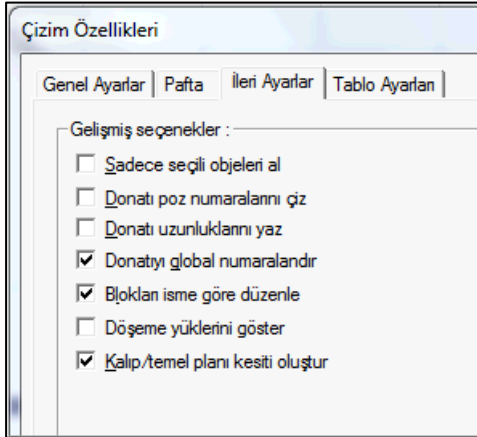 Çizim Özellikleri
Genel Ayarlar Pafta İleri Ayarlar Tablo Ayarları
Gelişmiş seçenekler :
Sadece seçili objeleri al
Donatı poz numaralarını çiz
Donatı uzunluklarını yaz
Donatıyı global numaralandır
Blokları isme göre düzenle
Döşeme yüklerini göster
Kalıp/temel planı kesiti oluştur